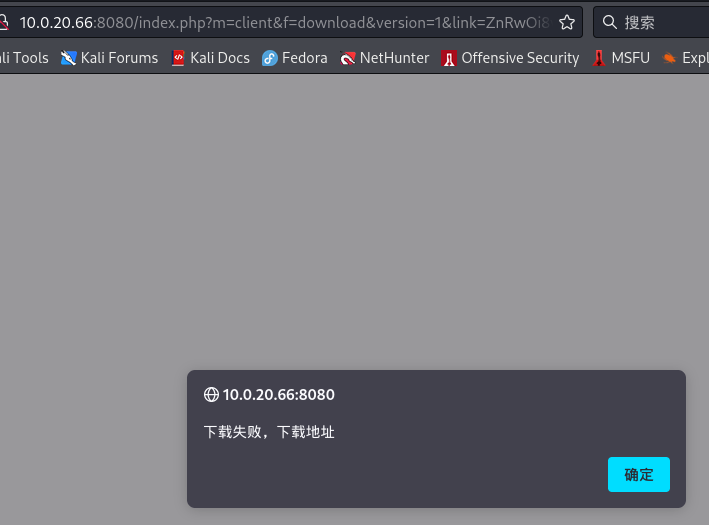 10.0.20.66:8080/index.php?m=client&f=download&version=1&link=ZnRwOi8
搜索
Tools
Kali Forums
Kali Docs
Fedora
NetHunter
Offensive Security
MSFU
10.0.20.66:8080
下载失败，下载地址
确定